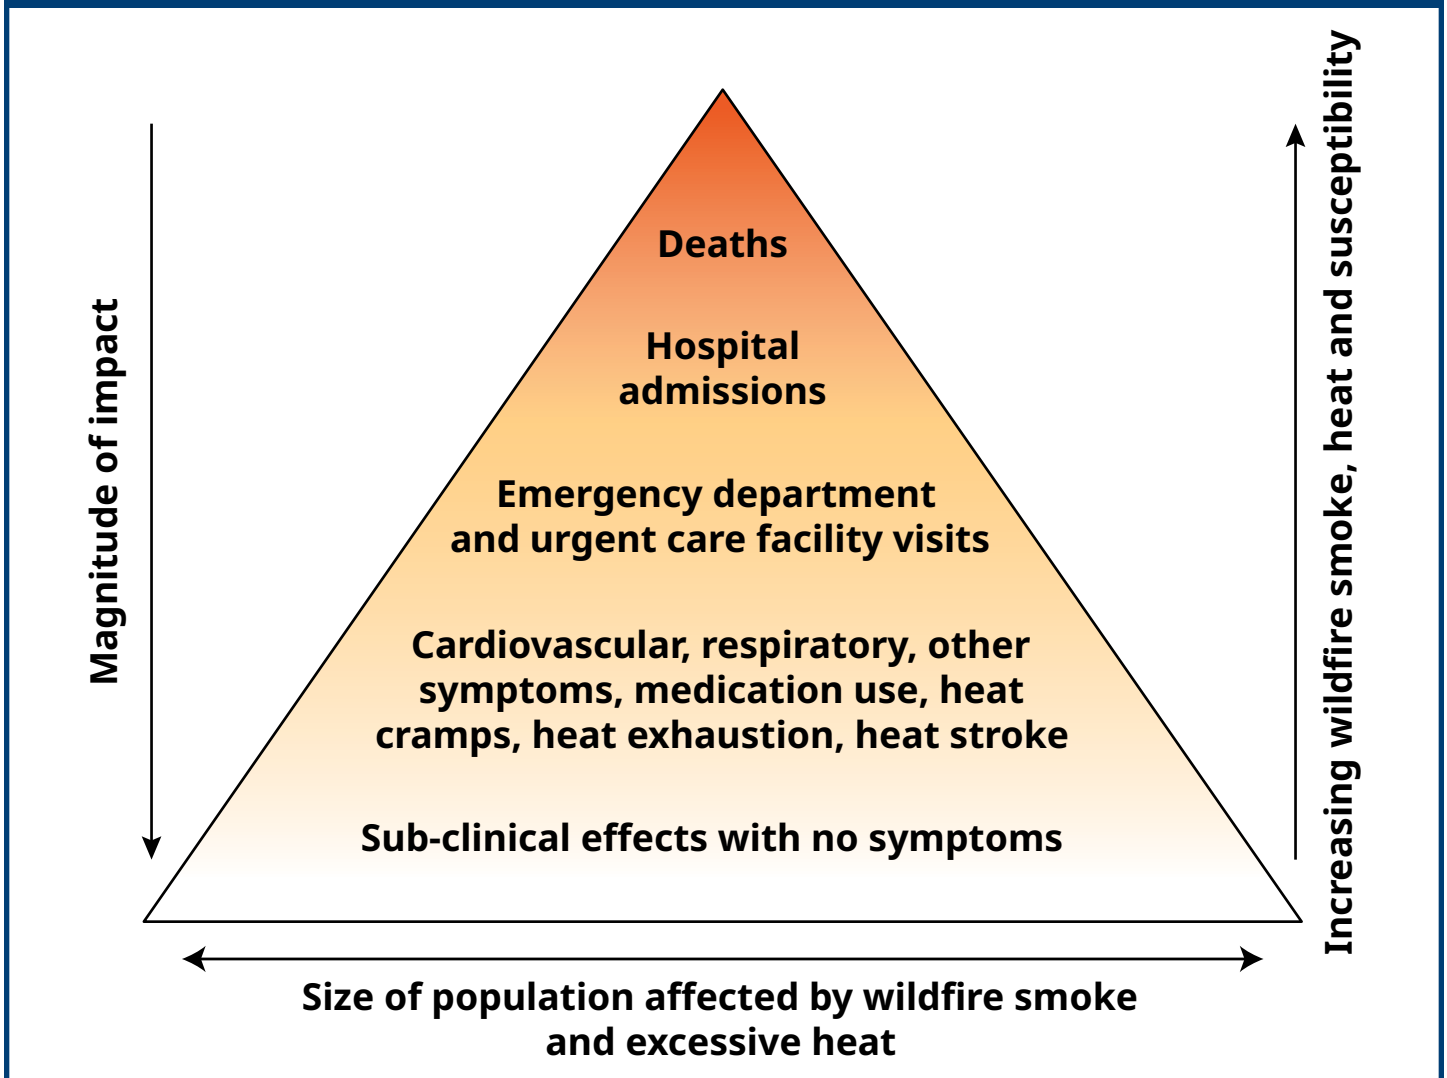 Deaths
Hospital
admissions
Emergency department
and urgent care facility visits
Cardiovascular, respiratory, other
symptoms, medication use, heat
cramps, heat exhaustion, heat stroke
Sub-clinical effects with no symptoms
Magnitude of impact
Increasing wildfire smoke, heat and susceptibility
Size of population affected by wildfire smoke
and excessive heat